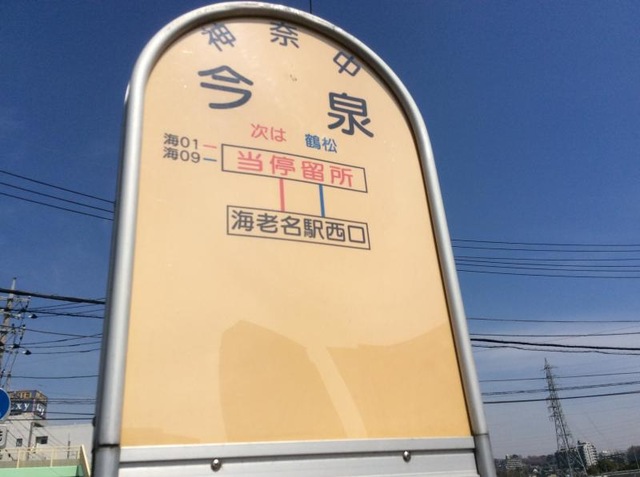 神奈中
今泉
次は 鶴松
海01
海09
当停留所
海老名駅西口